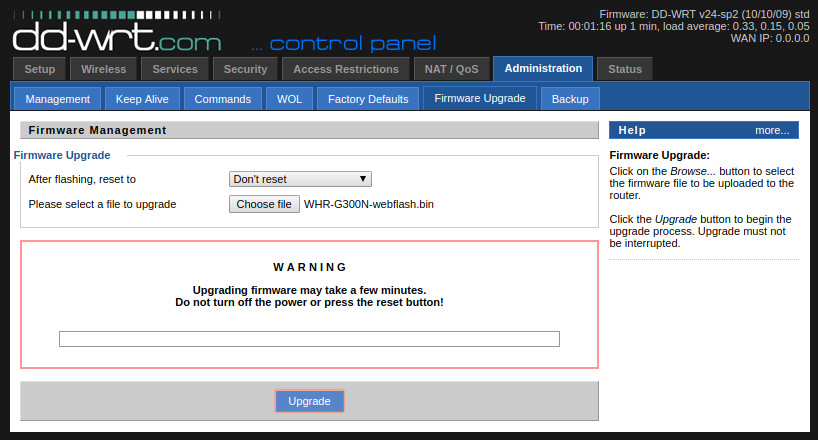 Firmware: DD-WRT v24-sp2 (10/10/09) std
Time: 00:01:16 up 1 min, load average: 0.33, 0.15, 0.05
WAN IP: 0.0.0.0
dd-wrt.com ... control panel
Setup Wireless Services Security Access Restrictions NAT / QoS Administration Status
Management Keep Alive Commands WOL Factory Defaults Firmware Upgrade Backup
Firmware Management
Firmware Upgrade
After flashing, reset to Don't reset
Please select a file to upgrade Choose file WHR-G300N-webflash.bin
WARNING
Upgrading firmware may take a few minutes.
Do not turn off the power or press the reset button!
Upgrade
Help more...
Firmware Upgrade:
Click on the Browse... button to select
the firmware file to be uploaded to the
router.
Click the Upgrade button to begin the
upgrade process. Upgrade must not
be interrupted.